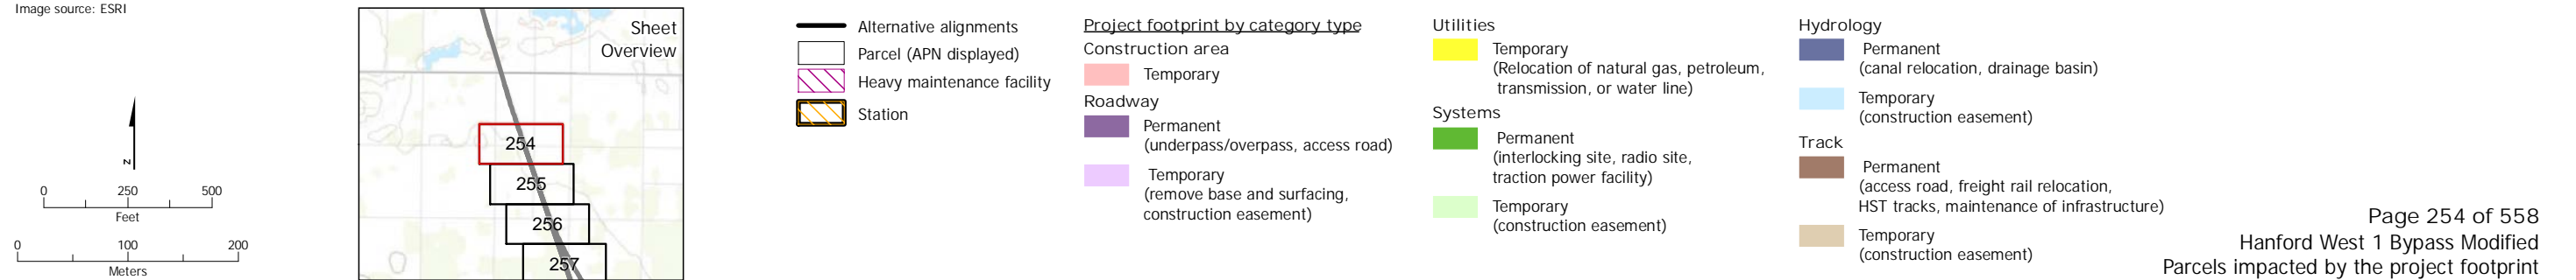 Image source: ESRI
N
0 250 500
Feet
0 100 200
Meters
Sheet
Overview
254
255
256
257
Alternative alignments
Parcel (APN displayed)
Heavy maintenance facility
Station
Project footprint by category type
Construction area
Temporary
Roadway
Permanent
(underpass/overpass, access road)
Temporary
(remove base and surfacing,
construction easement)
Utilities
Temporary
(Relocation of natural gas, petroleum,
transmission, or water line)
Systems
Permanent
(interlocking site, radio site,
traction power facility)
Temporary
(construction easement)
Hydrology
Permanent
(canal relocation, drainage basin)
Temporary
(construction easement)
Track
Permanent
(access road, freight rail relocation,
HST tracks, maintenance of infrastructure)
Temporary
(construction easement)
Page 254 of 558
Hanford West 1 Bypass Modified
Parcels impacted by the project footprint